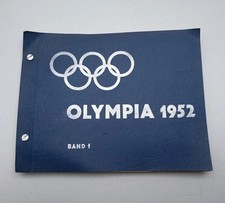 OLYMPIA 1952
BAND 1